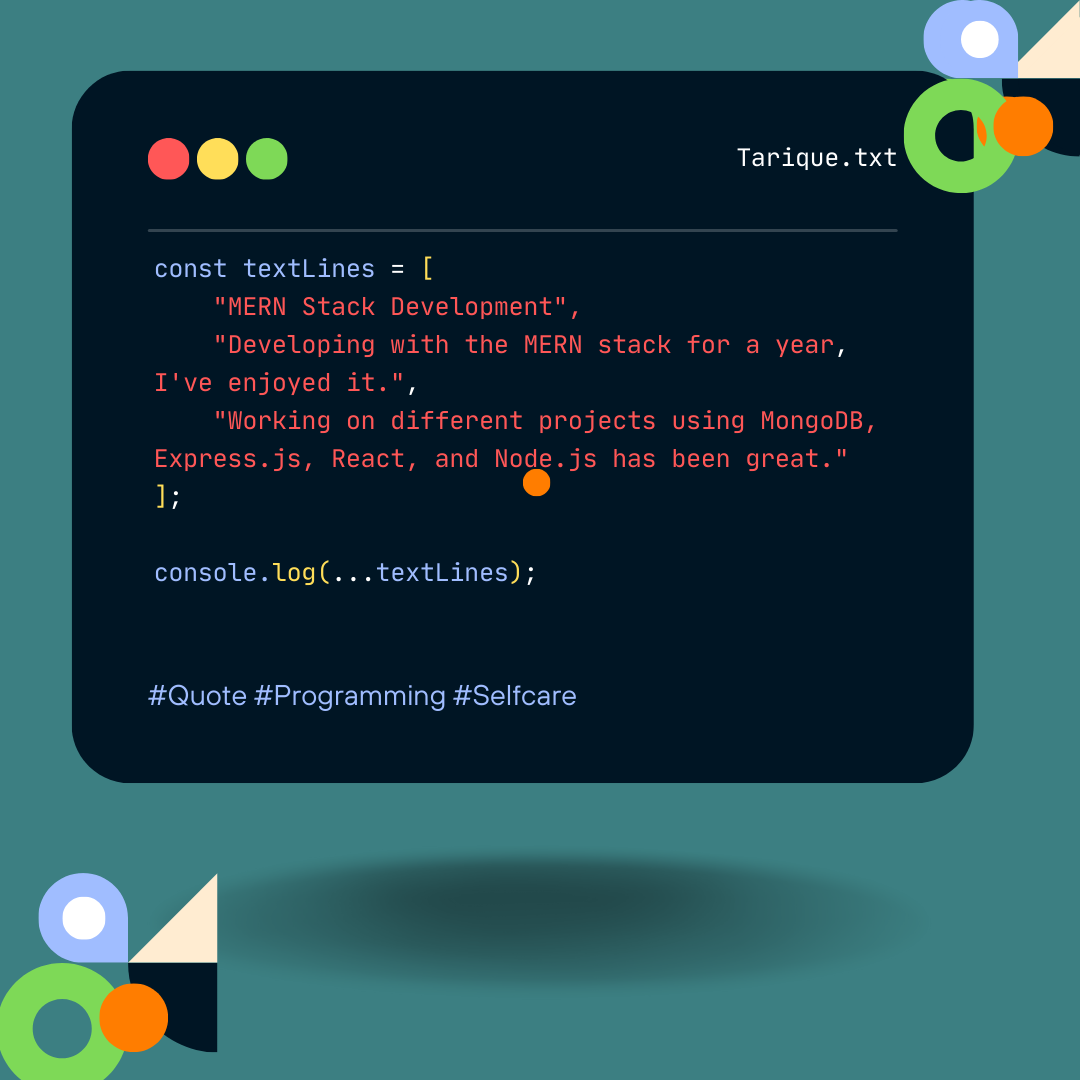 Tarique.txt
const textLines = [
    "MERN Stack Development",
    "Developing with the MERN stack for a year,
I've enjoyed it.",
    "Working on different projects using MongoDB,
Express.js, React, and Node.js has been great."
];
console.log(...textLines);
#Quote #Programming #Selfcare